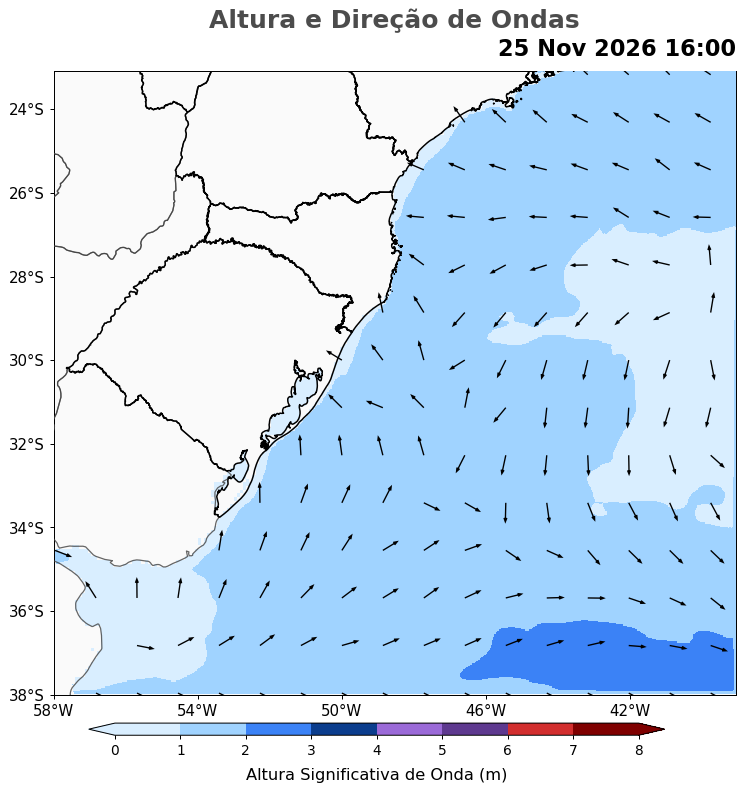 Altura e Direção de Ondas
25 Nov 2026 16:00
24°S
26°S
28°S
30°S
32°S
34°S
36°S
38°S
58°W 54°W 50°W 46°W 42°W
0 1 2 3 4 5 6 7 8
Altura Significativa de Onda (m)